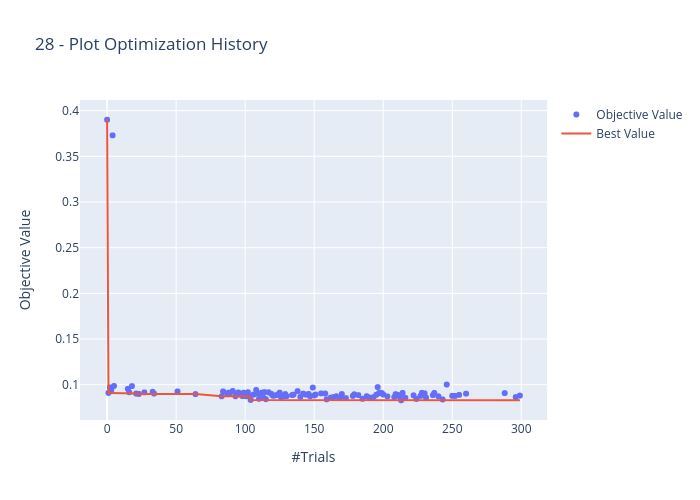 28 - Plot Optimization History
Objective Value
Best Value
0.4
0.35
0.3
0.25
0.2
0.15
0.1
Objective Value
0
50
100
150
200
250
300
#Trials